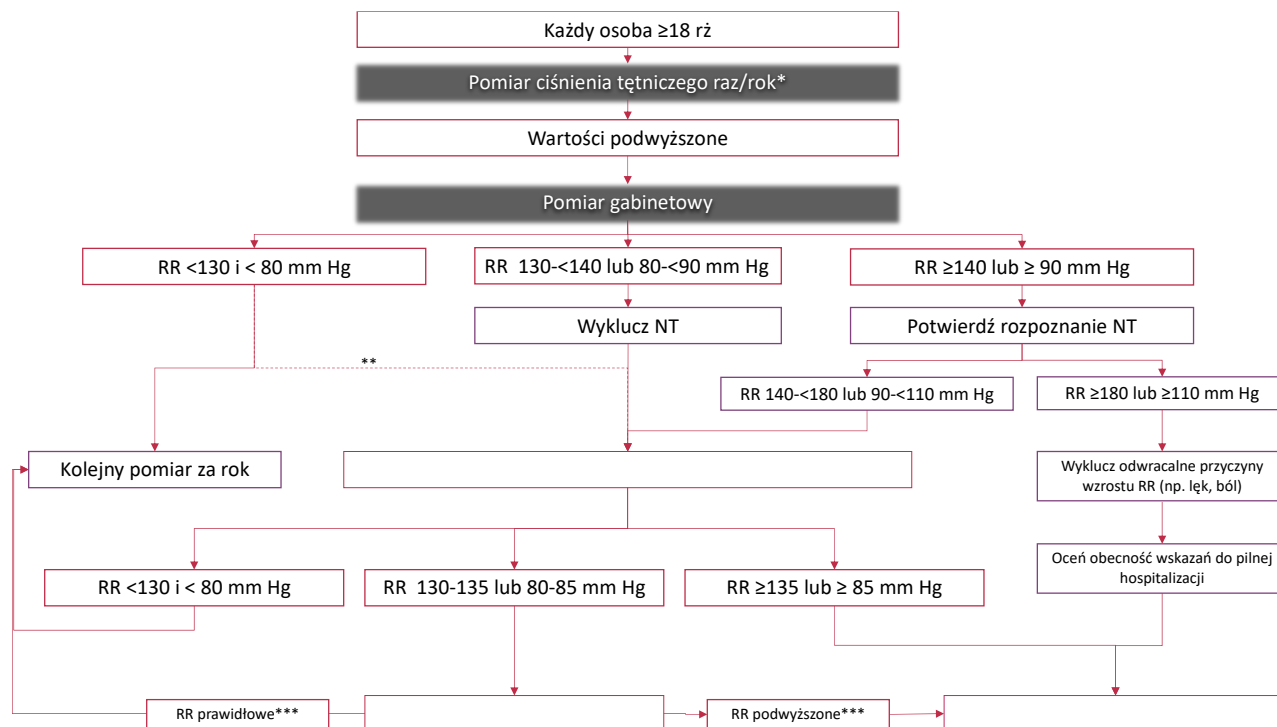 Każdy osoba ≥18 rż
Pomiar ciśnienia tętniczego raz/rok*
Wartości podwyższone
Pomiar gabinetowy
RR <130 i < 80 mm Hg
RR 130-<140 lub 80-<90 mm Hg
RR ≥140 lub ≥ 90 mm Hg
Wyklucz NT
Potwierdź rozpoznanie NT
**
RR 140-<180 lub 90-<110 mm Hg
RR ≥180 lub ≥110 mm Hg
Kolejny pomiar za rok
Wyklucz odwracalne przyczyny
wzrostu RR (np. lęk, ból)
Oceń obecność wskazań do pilnej
hospitalizacji
RR <130 i < 80 mm Hg
RR 130-135 lub 80-85 mm Hg
RR ≥135 lub ≥ 85 mm Hg
RR prawidłowe***
RR podwyższone***